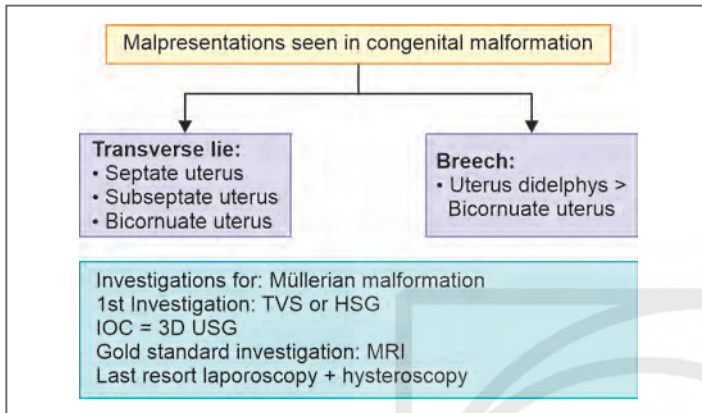 Malpresentations seen in congenital malformation
Transverse lie:
• Septate uterus
• Subseptate uterus
• Bicornuate uterus
Breech:
• Uterus didelphys >
Bicornuate uterus
Investigations for: Müllerian malformation
1st Investigation: TVS or HSG
IOC = 3D USG
Gold standard investigation: MRI
Last resort laporoscopy + hysteroscopy